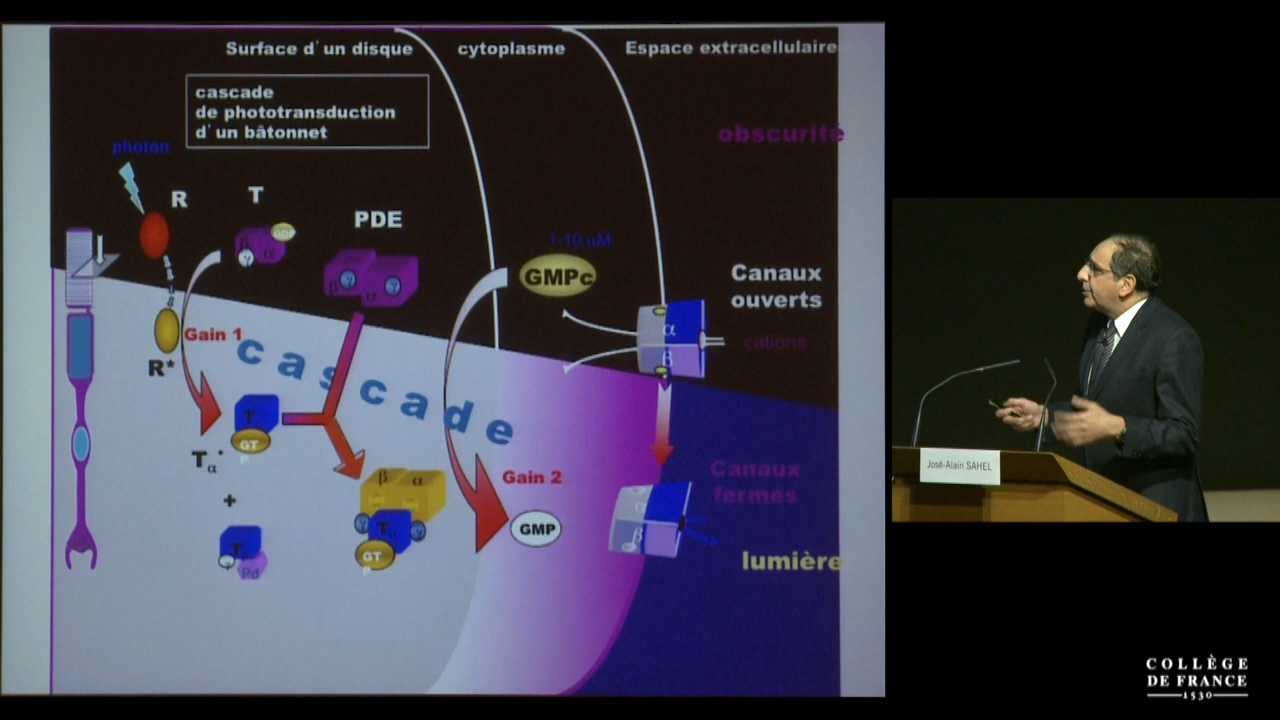 Surface d'un disque
cytoplasme
Espace extracellulaire
cascade
de phototransduction
d'un bâtonnet
obscurité
photon
R
T
PDE
GDP
β
γ
α
γ
β
α
γ
1-10 µM
GMPc
Canaux
ouverts
α
β
cations
Gain 1
R*
cascade
T
GT
P
Tα*
+
Gain 2
β α
GMP
T
GT
P
T
γ
Pd
Canaux
fermés
α
β
lumière
José-Alain SAHEL
COLLÈGE
DE FRANCE
1530